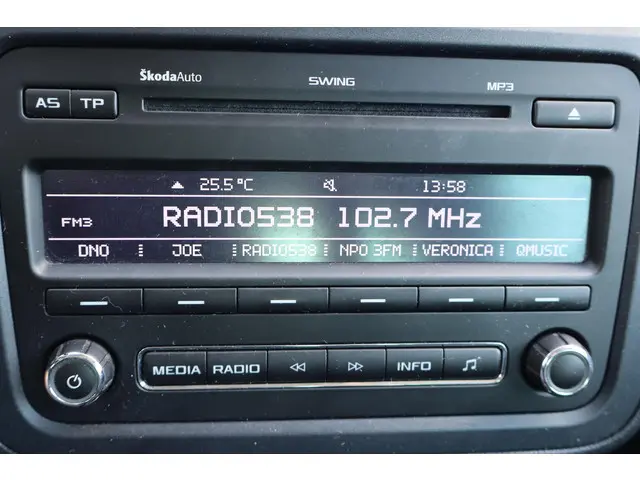 ŠkodaAuto SWING MP3
AS TP
25.5°C 13:58
FM3 RADIO538 102.7 MHz
DNO JOE RADIO538 NPO 3FM VERONICA QMUSIC
MEDIA RADIO INFO